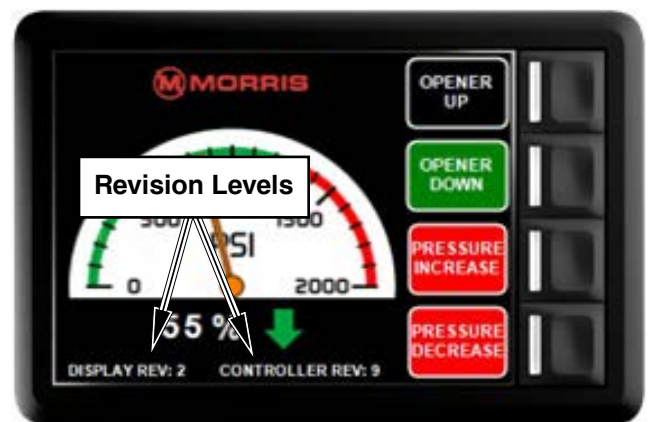 MORRIS
OPENER
UP
OPENER
DOWN
Revision Levels
1500
PSI
0
2000
PRESSURE
INCREASE
55 %
PRESSURE
DECREASE
DISPLAY REV: 2
CONTROLLER REV: 9